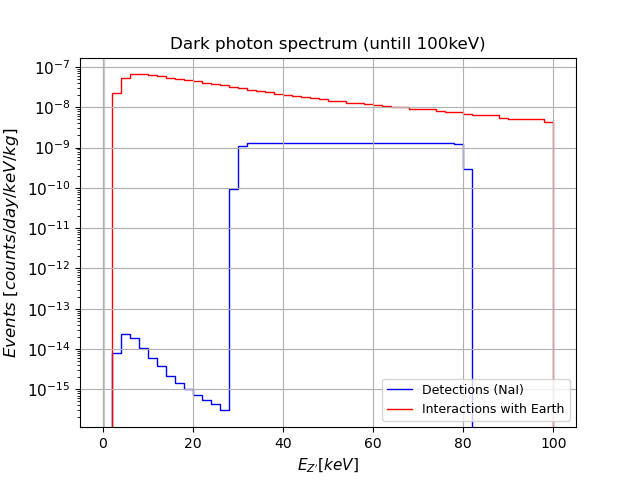 Dark photon spectrum (untill 100keV)
Events [counts/day/keV/kg]
10⁻⁷
10⁻⁸
10⁻⁹
10⁻¹⁰
10⁻¹¹
10⁻¹²
10⁻¹³
10⁻¹⁴
10⁻¹⁵
Detections (NaI)
Interactions with Earth
0 20 40 60 80 100
E_{Z'}[keV]